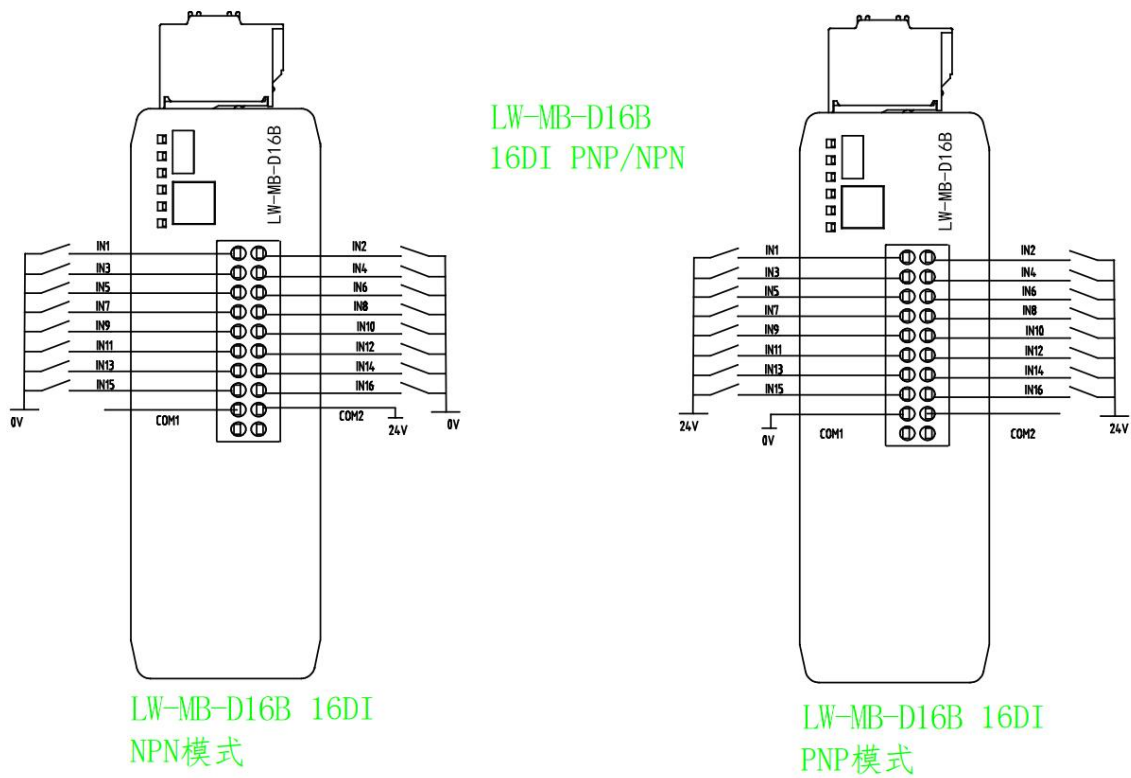 LW-MB-D16B
16DI PNP/NPN
LW-MB-D16B
IN1 IN2
IN3 IN4
IN5 IN6
IN7 IN8
IN9 IN10
IN11 IN12
IN13 IN14
IN15 IN16
0V COM1 COM2 24V 0V
LW-MB-D16B 16DI
NPN模式
LW-MB-D16B
IN1 IN2
IN3 IN4
IN5 IN6
IN7 IN8
IN9 IN10
IN11 IN12
IN13 IN14
IN15 IN16
24V 0V COM1 COM2 24V
LW-MB-D16B 16DI
PNP模式